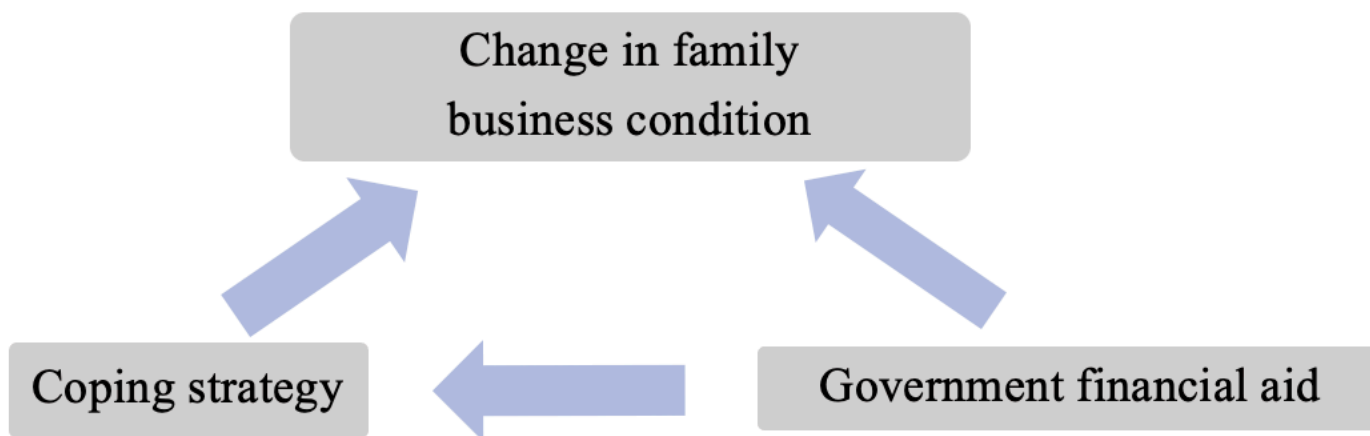 Change in family
business condition
Coping strategy
Government financial aid